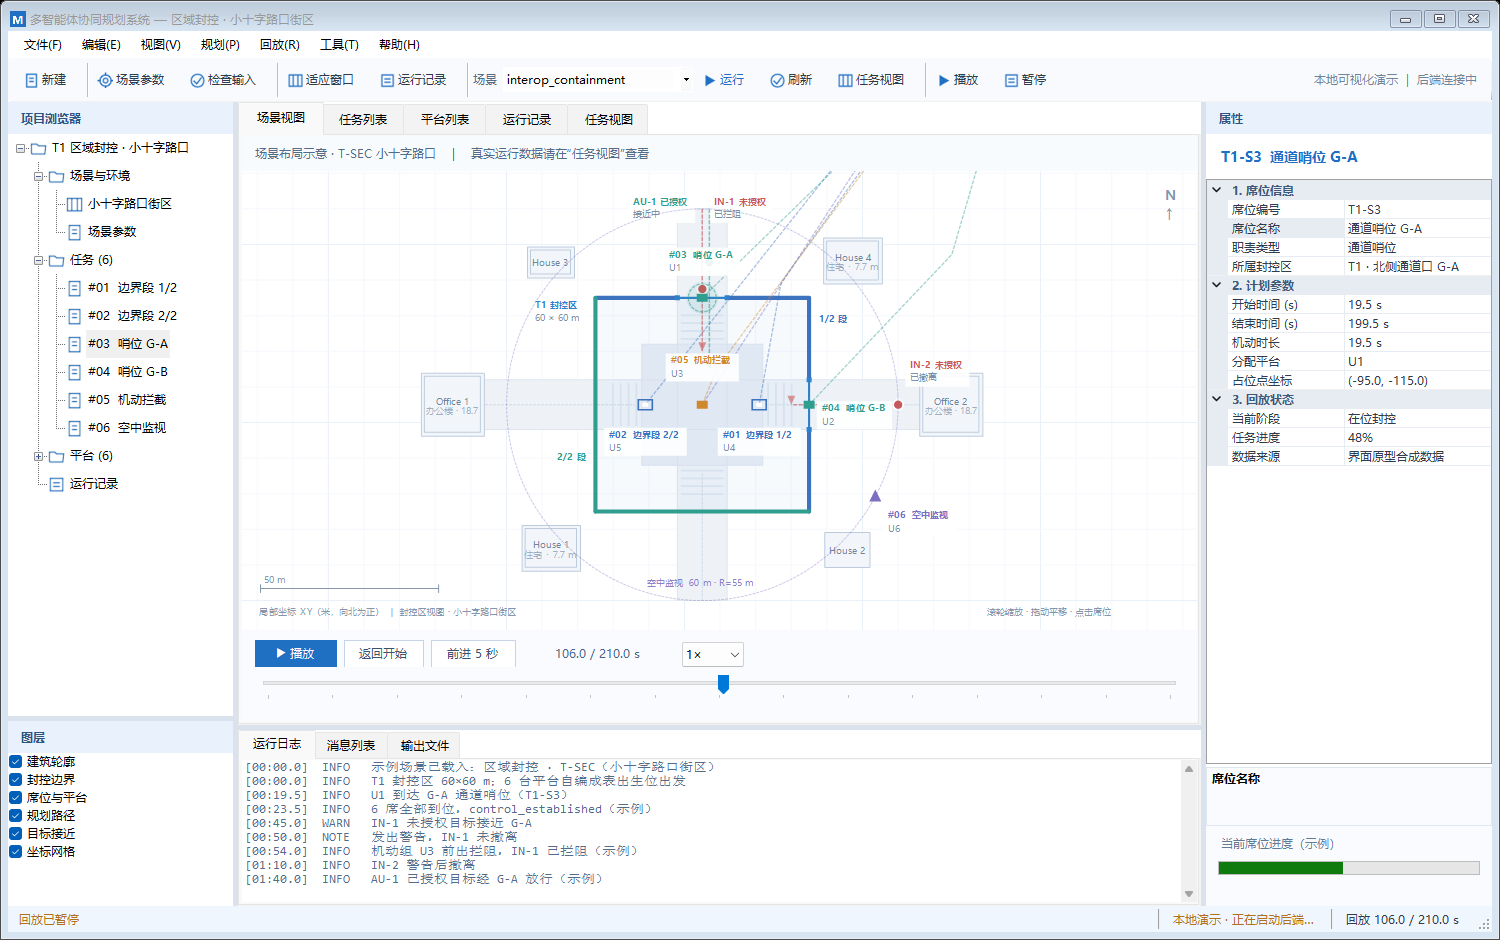 M 多智能体协同规划系统 — 区域封控 · 小十字路口街区
文件(F) 编辑(E) 视图(V) 规划(P) 回放(R) 工具(T) 帮助(H)
新建 场景参数 检查输入 适应窗口 运行记录 场景 interop_containment 运行 刷新 任务视图 播放 暂停 本地可视化演示 | 后端连接中
项目浏览器
T1 区域封控 · 小十字路口
场景与环境
小十字路口街区
场景参数
任务 (6)
#01 边界段 1/2
#02 边界段 2/2
#03 哨位 G-A
#04 哨位 G-B
#05 机动拦截
#06 空中监视
平台 (6)
运行记录
图层
建筑轮廓
封控边界
席位与平台
规划路径
目标接近
坐标网格
场景视图 任务列表 平台列表 运行记录 任务视图
场景布局示意 · T-SEC 小十字路口 | 真实运行数据请在“任务视图”查看
AU-1 已授权
接近中
IN-1 未授权
已拦阻
N
↑
#03 哨位 G-A
U1
House 3
House 4
住宅 · 7.7 m
T1 封控区
60 × 60 m
1/2 段
#05 机动拦截
U3
IN-2 未授权
已撤离
Office 1
办公楼 · 18.7
Office 2
办公楼 · 18.7
#04 哨位 G-B
U2
#02 边界段 2/2
U5
#01 边界段 1/2
U4
2/2 段
#06 空中监视
U6
House 1
住宅 · 7.7 m
House 2
空中监视 60 m · R=55 m
50 m
局部坐标 XY（米，向北为正） | 封控区视图 · 小十字路口街区
滚轮缩放 · 拖动平移 · 点击席位
播放 返回开始 前进 5 秒 106.0 / 210.0 s 1×
运行日志 消息列表 输出文件
[00:00.0] INFO 示例场景已载入：区域封控 · T-SEC（小十字路口街区）
[00:00.0] INFO T1 封控区 60×60 m；6 台平台自编成表出生位出发
[00:19.5] INFO U1 到达 G-A 通道哨位（T1-S3）
[00:23.5] INFO 6 席全部到位，control_established（示例）
[00:45.0] WARN IN-1 未授权目标接近 G-A
[00:50.0] NOTE 发出警告，IN-1 未撤离
[00:54.0] INFO 机动组 U3 前出拦阻，IN-1 已拦阻（示例）
[01:10.0] INFO IN-2 警告后撤离
[01:40.0] INFO AU-1 已授权目标经 G-A 放行（示例）
属性
T1-S3 通道哨位 G-A
1. 席位信息
席位编号 T1-S3
席位名称 通道哨位 G-A
职责类型 通道哨位
所属封控区 T1 · 北侧通道口 G-A
2. 计划参数
开始时间 (s) 19.5 s
结束时间 (s) 199.5 s
机动时长 19.5 s
分配平台 U1
占位点坐标 (-95.0, -115.0)
3. 回放状态
当前阶段 在位封控
任务进度 48%
数据来源 界面原型合成数据
席位名称
当前席位进度（示例）
回放已暂停
本地演示 · 正在启动后端...
回放 106.0 / 210.0 s